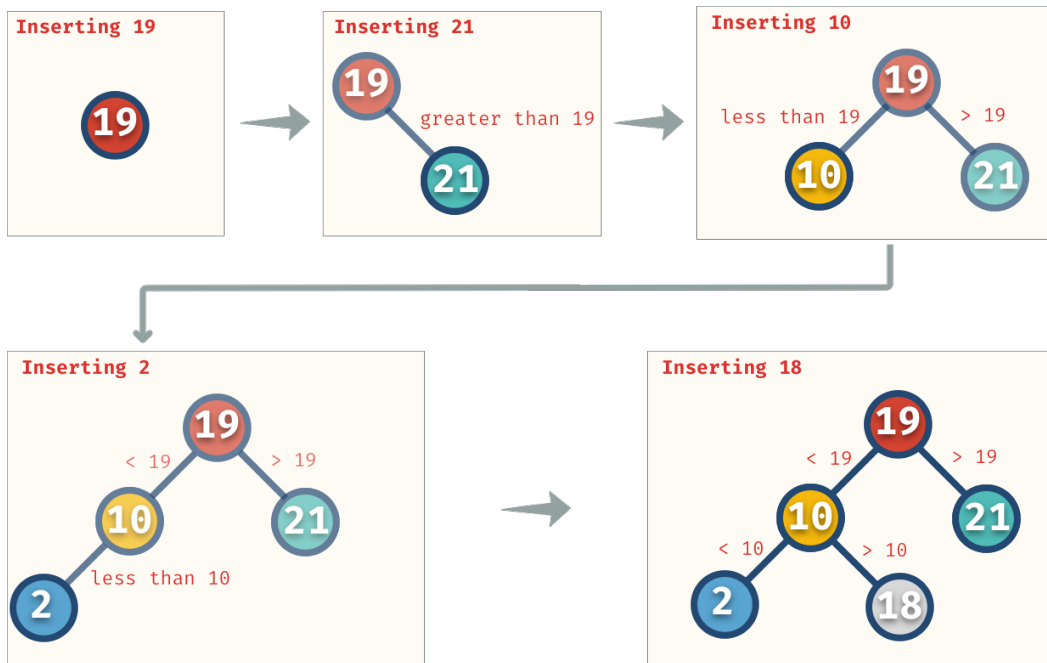 Inserting 19
19
Inserting 21
19
greater than 19
21
Inserting 10
19
less than 19
> 19
10
21
Inserting 2
19
< 19
> 19
10
21
less than 10
2
Inserting 18
19
< 19
> 19
10
21
< 10
> 10
2
18